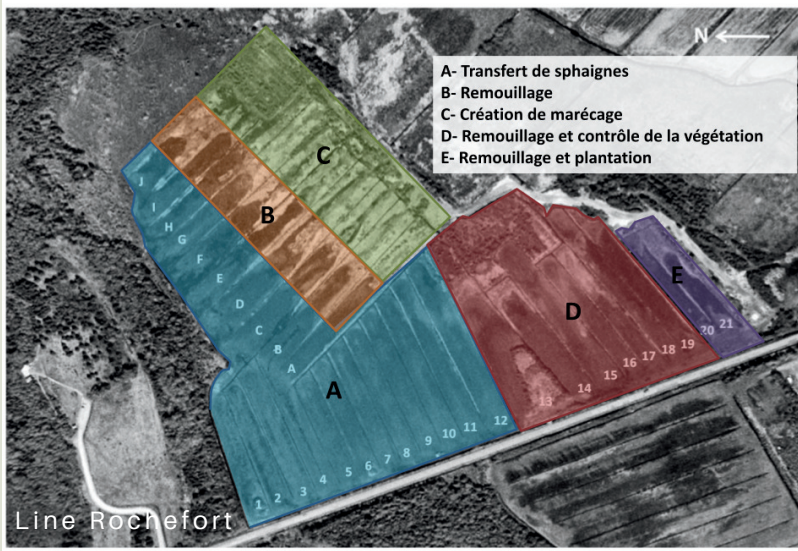 N
A- Transfert de sphaignes
B- Remouillage
C- Création de marécage
D- Remouillage et contrôle de la végétation
E- Remouillage et plantation
C
J
I
H
B
G
F
E
E
D
D
C
20 21
B
19
18
17
16
A
15
A
14
13
12
11
10
9
8
7
6
5
4
3
2
1
Line Rochefort